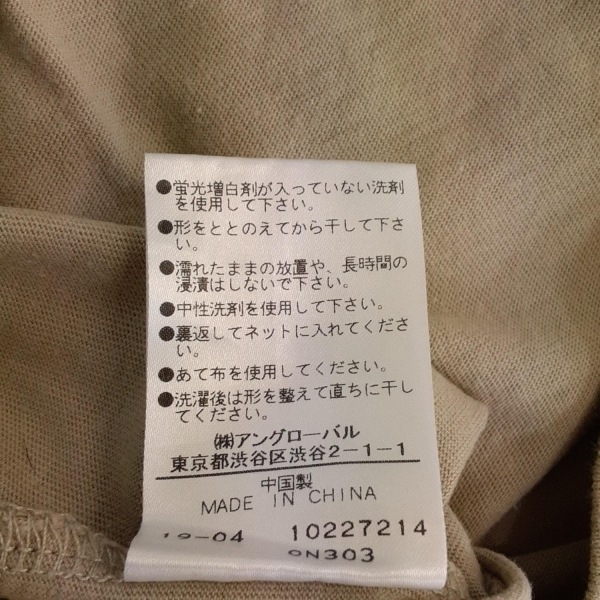 ●蛍光増白剤が入っていない洗剤
を使用して下さい。
●形をととのえてから干して下さ
い。
●濡れたままの放置や、長時間の
浸漬はしないで下さい。
●中性洗剤を使用して下さい。
●裏返してネットに入れてくださ
い。
●あて布を使用してください。
●洗濯後は形を整えて直ちに干し
てください。
㈱アングローバル
東京都渋谷区渋谷2-1-1
中国製
MADE IN CHINA
19-04 10227214
9N303